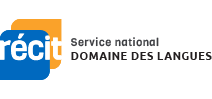 récit
Service national
DOMAINE DES LANGUES